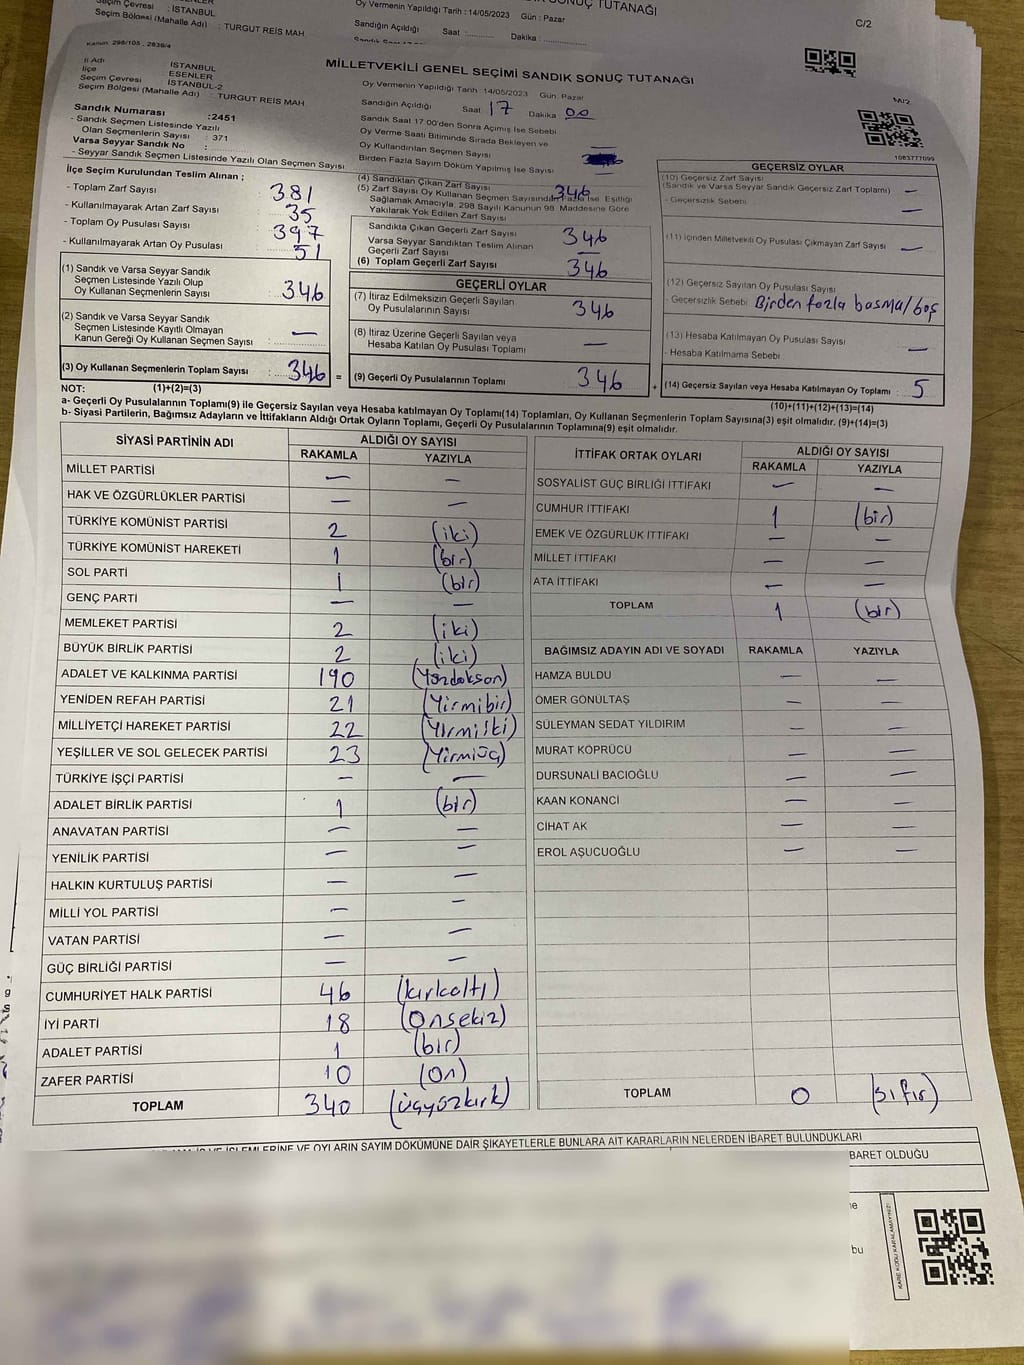 Seçim Çevresi : İSTANBUL
Seçim Bölgesi (Mahalle Adı) : TURGUT REİS MAH
Oy Vermenin Yapıldığı Tarih : 14/05/2023 Gün : Pazar
SONUÇ TUTANAĞI
Sandığın Açıldığı Saat : Dakika :
C/2
Kanun: 298/105 , 2839/4
İl Adı İSTANBUL
İlçe ESENLER
Seçim Çevresi İSTANBUL-2
Seçim Bölgesi (Mahalle Adı) : TURGUT REİS MAH
MİLLETVEKİLİ GENEL SEÇİMİ SANDIK SONUÇ TUTANAĞI
Oy Vermenin Yapıldığı Tarih :14/05/2023 Gün: Pazar
Sandığın Açıldığı Saat 17 Dakika 00
Sandık Saat 17:00'den Sonra Açımış İse Sebebi
Oy Verme Saati Bitiminde Sırada Bekleyen ve
Oy Kullandırılan Seçmen Sayısı
Birden Fazla Sayım Döküm Yapılmış İse Sayısı
1083777099
Sandık Numarası :2451
- Sandık Seçmen Listesinde Yazılı
Olan Seçmenlerin Sayısı : 371
Varsa Seyyar Sandık No :
- Seyyar Sandık Seçmen Listesinde Yazılı Olan Seçmen Sayısı
İlçe Seçim Kurulundan Teslim Alınan ;
- Toplam Zarf Sayısı : 381
- Kullanılmayarak Artan Zarf Sayısı : 35
- Toplam Oy Pusulası Sayısı : 397
- Kullanılmayarak Artan Oy Pusulası : 51
(1) Sandık ve Varsa Seyyar Sandık
Seçmen Listesinde Yazılı Olup
Oy Kullanan Seçmenlerin Sayısı : 346
(2) Sandık ve Varsa Seyyar Sandık
Seçmen Listesinde Kayıtlı Olmayan
Kanun Gereği Oy Kullanan Seçmen Sayısı : —
(3) Oy Kullanan Seçmenlerin Toplam Sayısı : 346 =
(4) Sandıktan Çıkan Zarf Sayısı 346
(5) Zarf Sayısı Oy Kullanan Seçmen Sayısından Fazla İse, Eşitliği
Sağlamak Amacıyla, 298 Sayılı Kanunun 98. Maddesine Göre
Yakılarak Yok Edilen Zarf Sayısı
Sandıkta Çıkan Geçerli Zarf Sayısı 346
Varsa Seyyar Sandıktan Teslim Alınan
Geçerli Zarf Sayısı —
(6) Toplam Geçerli Zarf Sayısı 346
GEÇERLİ OYLAR
(7) İtiraz Edilmeksizin Geçerli Sayılan
Oy Pusulalarının Sayısı 346
(8) İtiraz Üzerine Geçerli Sayılan veya
Hesaba Katılan Oy Pusulası Toplamı —
(9) Geçerli Oy Pusulalarının Toplamı 346 +
GEÇERSİZ OYLAR
(10) Geçersiz Zarf Sayısı
(Sandık ve Varsa Seyyar Sandık Geçersiz Zarf Toplamı) —
- Geçersizlik Sebebi —
(11) İçinden Milletvekili Oy Pusulası Çıkmayan Zarf Sayısı —
(12) Geçersiz Sayılan Oy Pusulası Sayısı
- Geçersizlik Sebebi Birden fazla basma/boş
(13) Hesaba Katılmayan Oy Pusulası Sayısı —
- Hesaba Katılmama Sebebi
(14) Geçersiz Sayılan veya Hesaba Katılmayan Oy Toplamı : 5
NOT: (1)+(2)=(3) (10)+(11)+(12)+(13)=(14)
a- Geçerli Oy Pusulalarının Toplamı(9) ile Geçersiz Sayılan veya Hesaba katılmayan Oy Toplamı(14) Toplamları, Oy Kullanan Seçmenlerin Toplam Sayısına(3) eşit olmalıdır. (9)+(14)=(3)
b- Siyasi Partilerin, Bağımsız Adayların ve İttifakların Aldığı Ortak Oyların Toplamı, Geçerli Oy Pusulalarının Toplamına(9) eşit olmalıdır.
SİYASİ PARTİNİN ADI ALDIĞI OY SAYISI
RAKAMLA YAZIYLA
MİLLET PARTİSİ — —
HAK VE ÖZGÜRLÜKLER PARTİSİ — —
TÜRKİYE KOMÜNİST PARTİSİ 2 (iki)
TÜRKİYE KOMÜNİST HAREKETİ 1 (bir)
SOL PARTİ 1 (bir)
GENÇ PARTİ — —
MEMLEKET PARTİSİ 2 (iki)
BÜYÜK BİRLİK PARTİSİ 2 (iki)
ADALET VE KALKINMA PARTİSİ 190 (Yüzdokson)
YENİDEN REFAH PARTİSİ 21 (Yirmibir)
MİLLİYETÇİ HAREKET PARTİSİ 22 (Yirmiiki)
YEŞİLLER VE SOL GELECEK PARTİSİ 23 (Yirmiüç)
TÜRKİYE İŞÇİ PARTİSİ — —
ADALET BİRLİK PARTİSİ 1 (bir)
ANAVATAN PARTİSİ — —
YENİLİK PARTİSİ — —
HALKIN KURTULUŞ PARTİSİ — —
MİLLİ YOL PARTİSİ — —
VATAN PARTİSİ — —
GÜÇ BİRLİĞİ PARTİSİ — —
CUMHURİYET HALK PARTİSİ 46 (kırkaltı)
İYİ PARTİ 18 (Onsekiz)
ADALET PARTİSİ 1 (bir)
ZAFER PARTİSİ 10 (On)
TOPLAM 340 (üçyüzkırk)
İTTİFAK ORTAK OYLARI ALDIĞI OY SAYISI
RAKAMLA YAZIYLA
SOSYALİST GÜÇ BİRLİĞİ İTTİFAKI — —
CUMHUR İTTİFAKI 1 (bir)
EMEK VE ÖZGÜRLÜK İTTİFAKI — —
MİLLET İTTİFAKI — —
ATA İTTİFAKI — —
TOPLAM 1 (bir)
BAĞIMSIZ ADAYIN ADI VE SOYADI RAKAMLA YAZIYLA
HAMZA BULDU — —
ÖMER GÖNÜLTAŞ — —
SÜLEYMAN SEDAT YILDIRIM — —
MURAT KÖPRÜCÜ — —
DURSUNALİ BACIOĞLU — —
KAAN KONANCİ — —
CİHAT AK — —
EROL AŞUCUOĞLU — —
TOPLAM 0 (sıfır)
İŞLEMLERİNE VE OYLARIN SAYIM DÖKÜMÜNE DAİR ŞİKAYETLERLE BUNLARA AİT KARARLARIN NELERDEN İBARET BULUNDUKLARI
BARET OLDUĞU
bu
KARE KODU KARALAMAYINIZ!